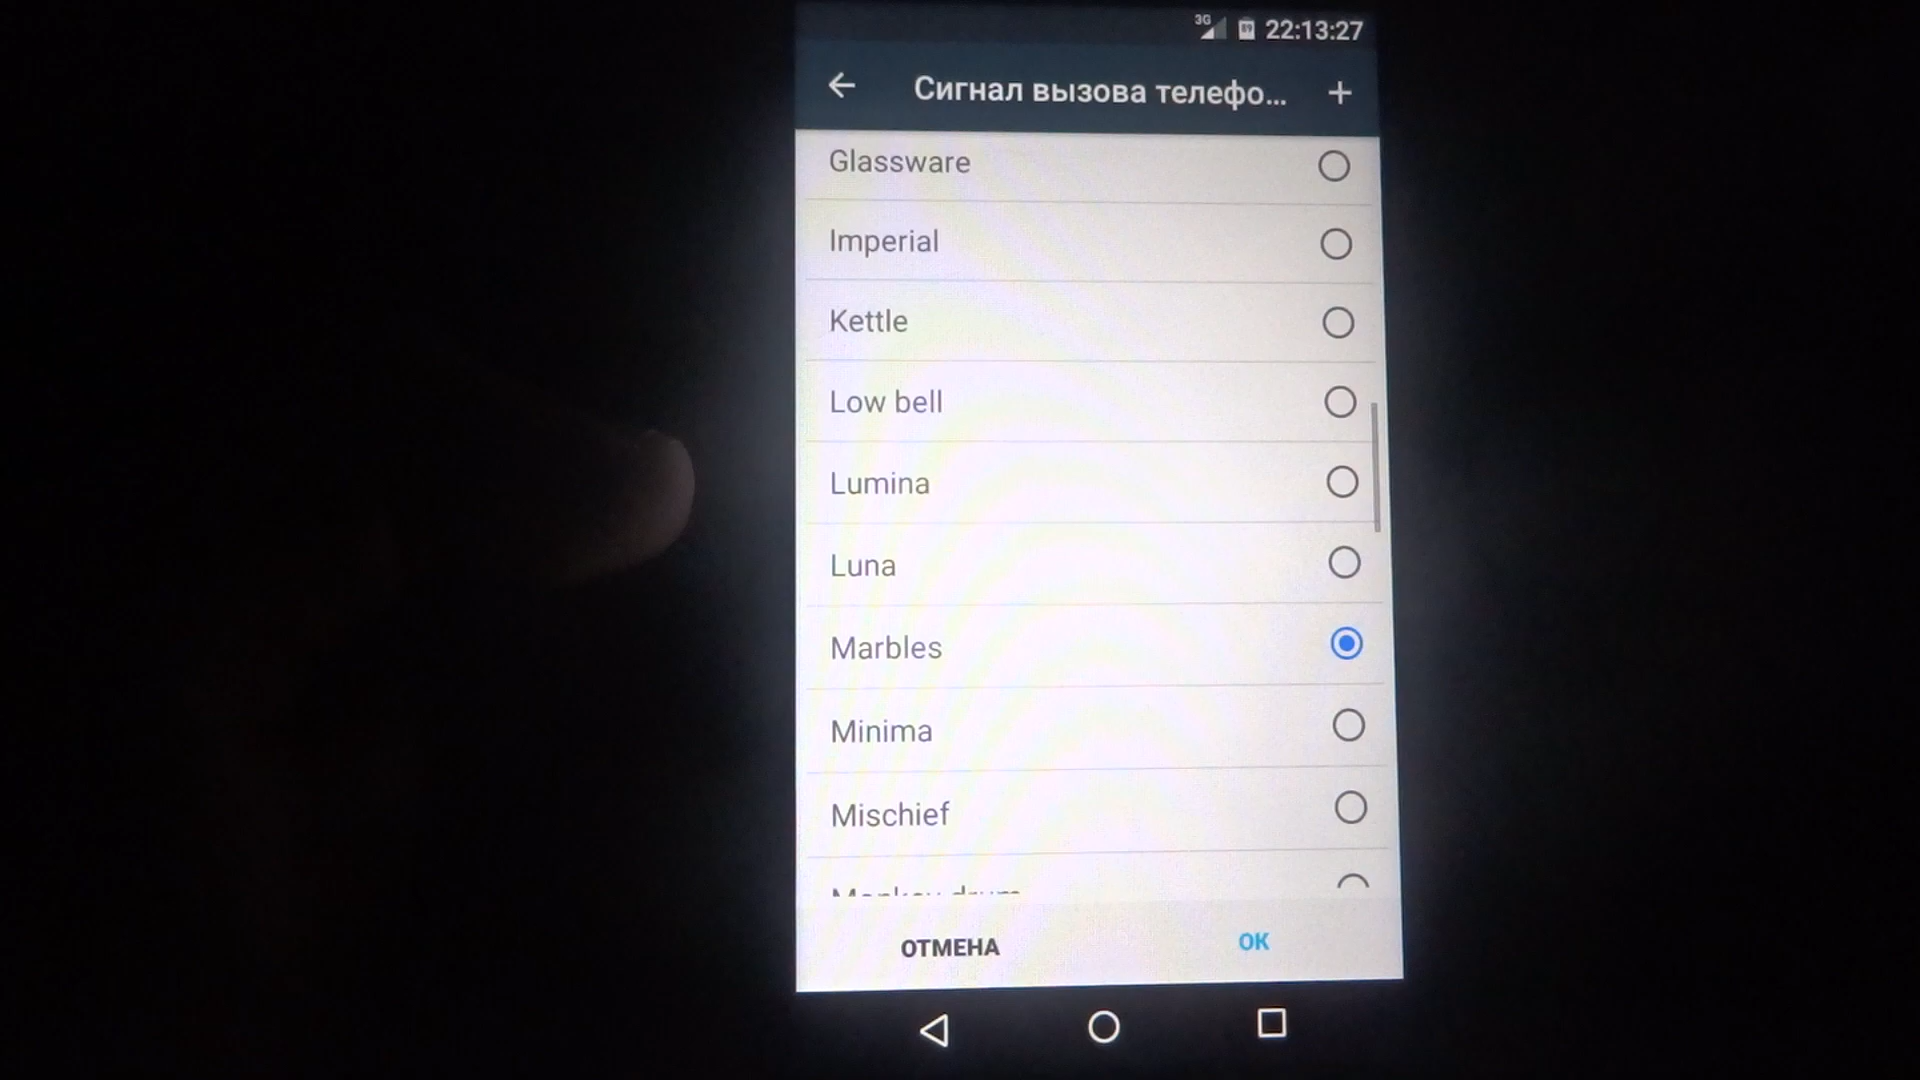 3G 22:13:27
Сигнал вызова телефо...
Glassware
Imperial
Kettle
Low bell
Lumina
Luna
Marbles
Minima
Mischief
ОТМЕНА
ОК